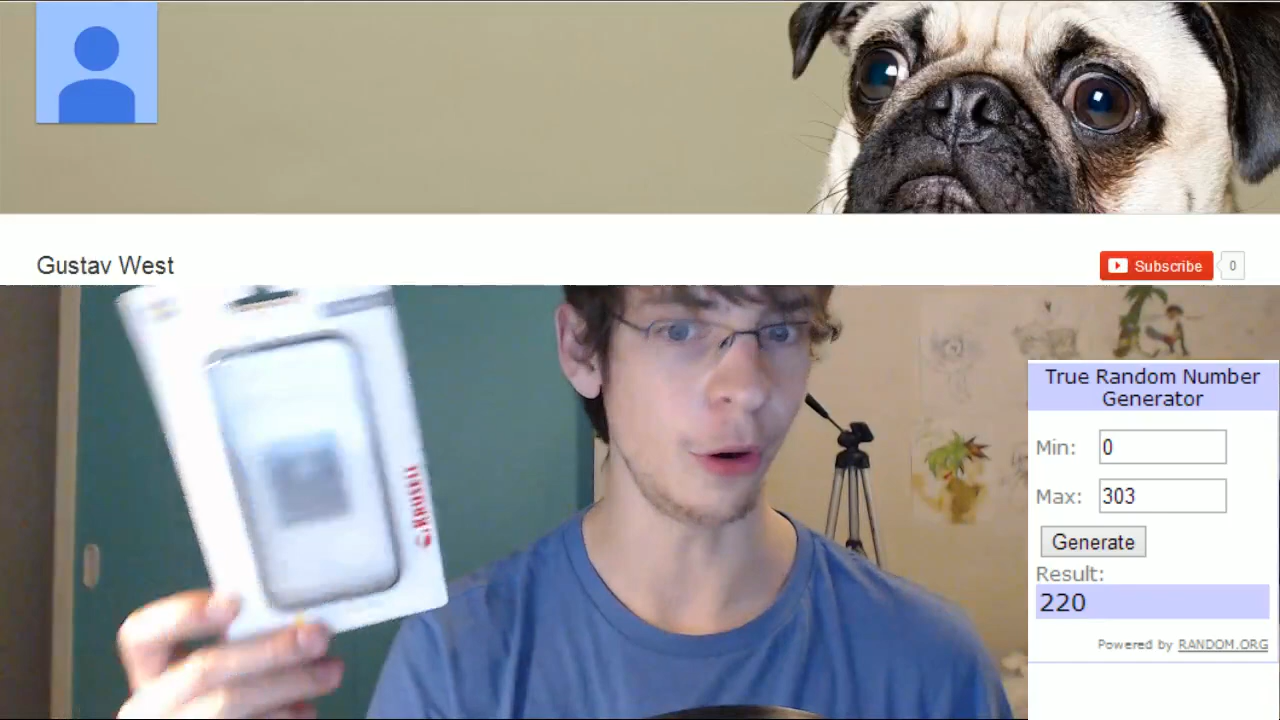 Gustav West
Subscribe
0
KRUSELL
True Random Number
Generator
Min:
0
Max:
303
Generate
Result:
220
Powered by RANDOM.ORG